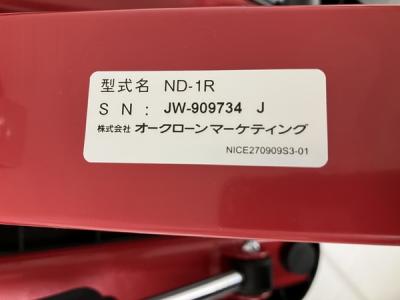 型式名 ND-1R
SN: JW-909734 J
株式会社 オークローンマーケティング
NICE270909S3-01